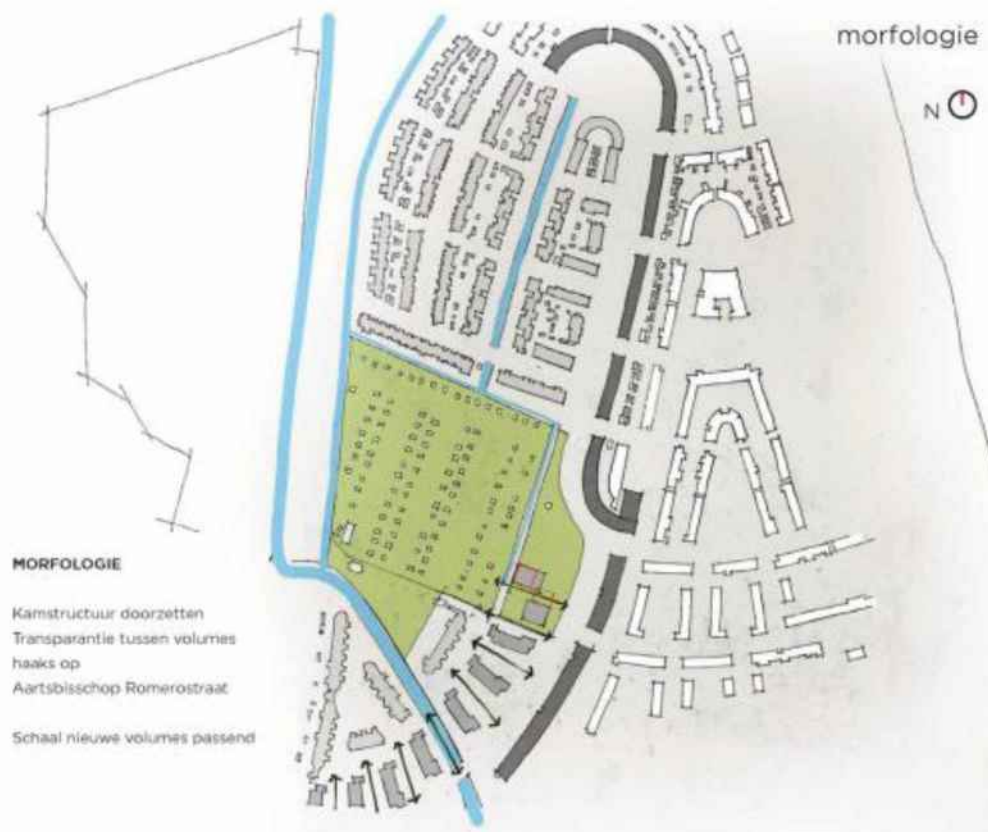 morfologie
N
MORFOLOGIE
Kamstructuur doorzetten
Transparantie tussen volumes
haaks op
Aartsbisschop Romerostraat
Schaal nieuwe volumes passend